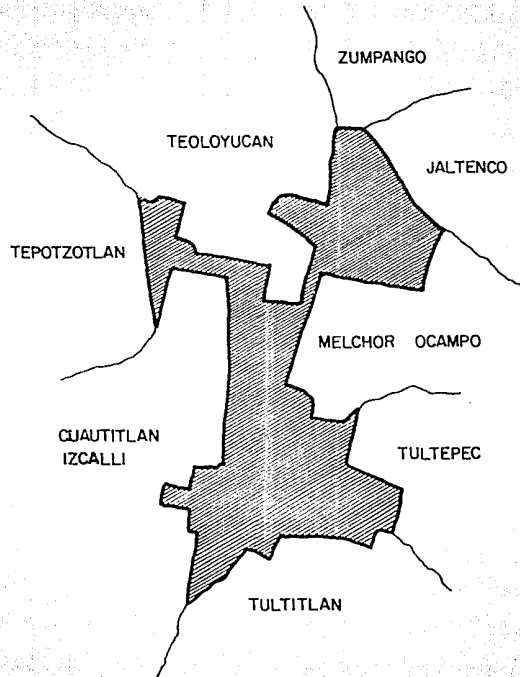 ZUMPANGO
TEOLOYUCAN
JALTENCO
TEPOTZOTLAN
MELCHOR OCAMPO
CUAUTITLAN
IZCALLI
TULTEPEC
TULTITLAN